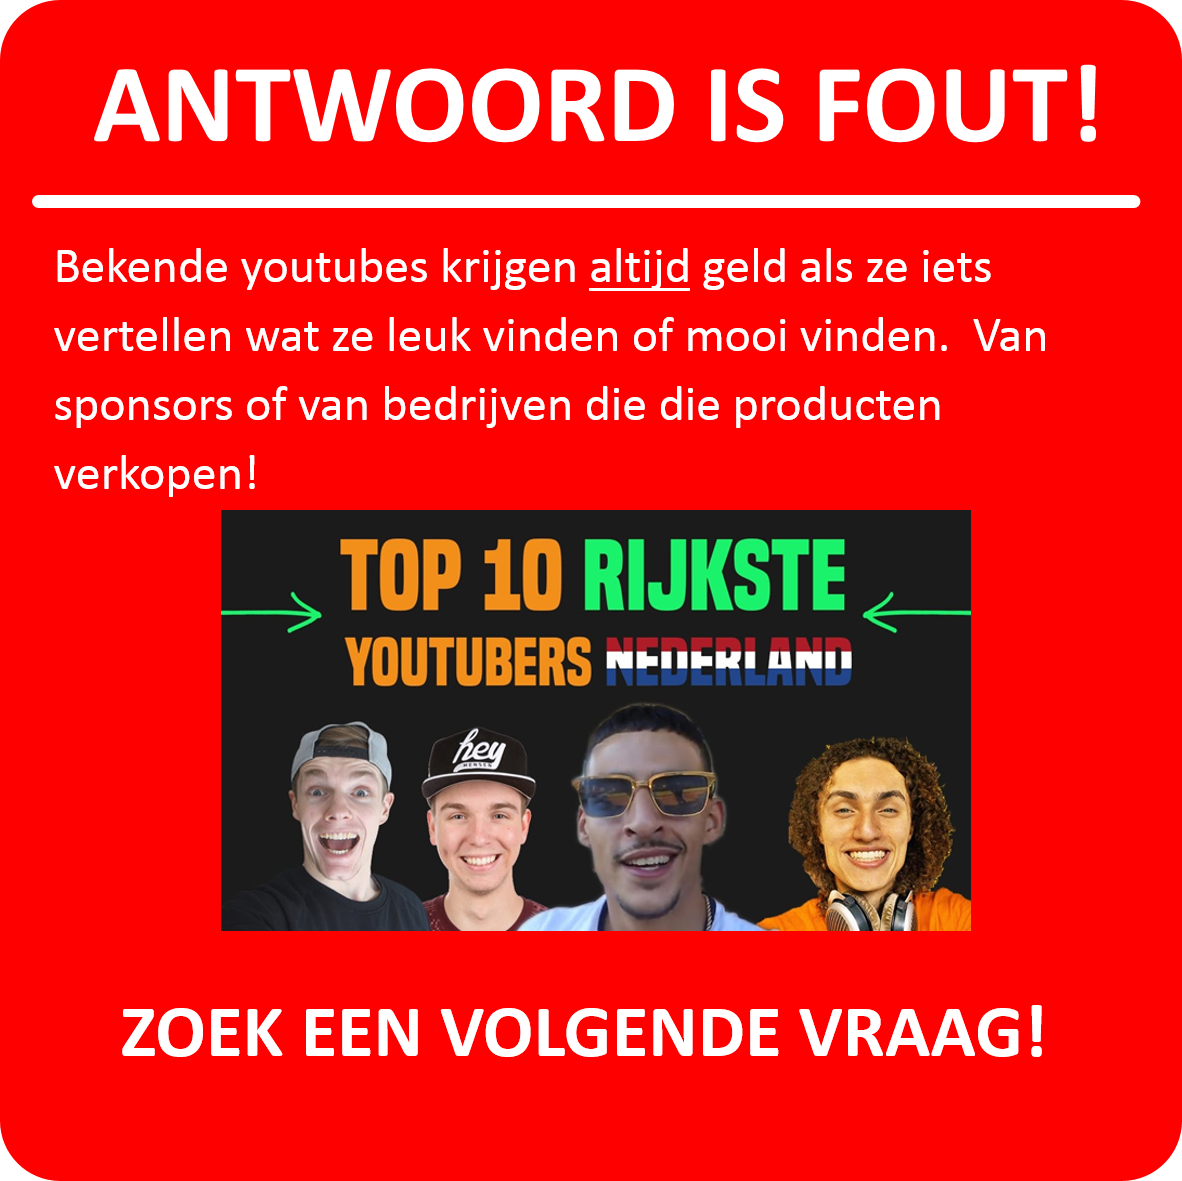 ANTWOORD IS FOUT!
Bekende youtubes krijgen altijd geld als ze iets
vertellen wat ze leuk vinden of mooi vinden.  Van
sponsors of van bedrijven die die producten
verkopen!
TOP 10 RIJKSTE
YOUTUBERS NEDERLAND
hey
MENSEN
ZOEK EEN VOLGENDE VRAAG!